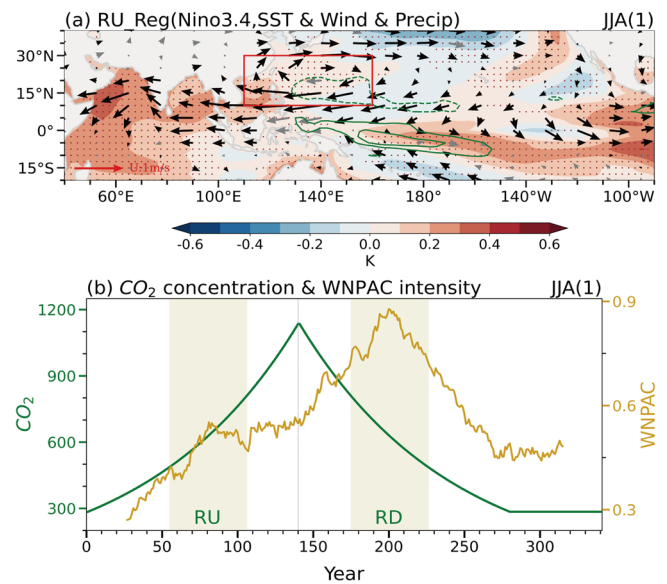 (a) RU_Reg(Nino3.4,SST & Wind & Precip) JJA(1)
30°N
15°N
0°
15°S
U:1m/s
60°E 100°E 140°E 180° 140°W 100°W
-0.6 -0.4 -0.2 0.0 0.2 0.4 0.6
K
(b) CO₂ concentration & WNPAC intensity JJA(1)
1200
900
600
300
CO₂
0.9
0.7
0.5
0.3
WNPAC
RU RD
0 50 100 150 200 250 300
Year